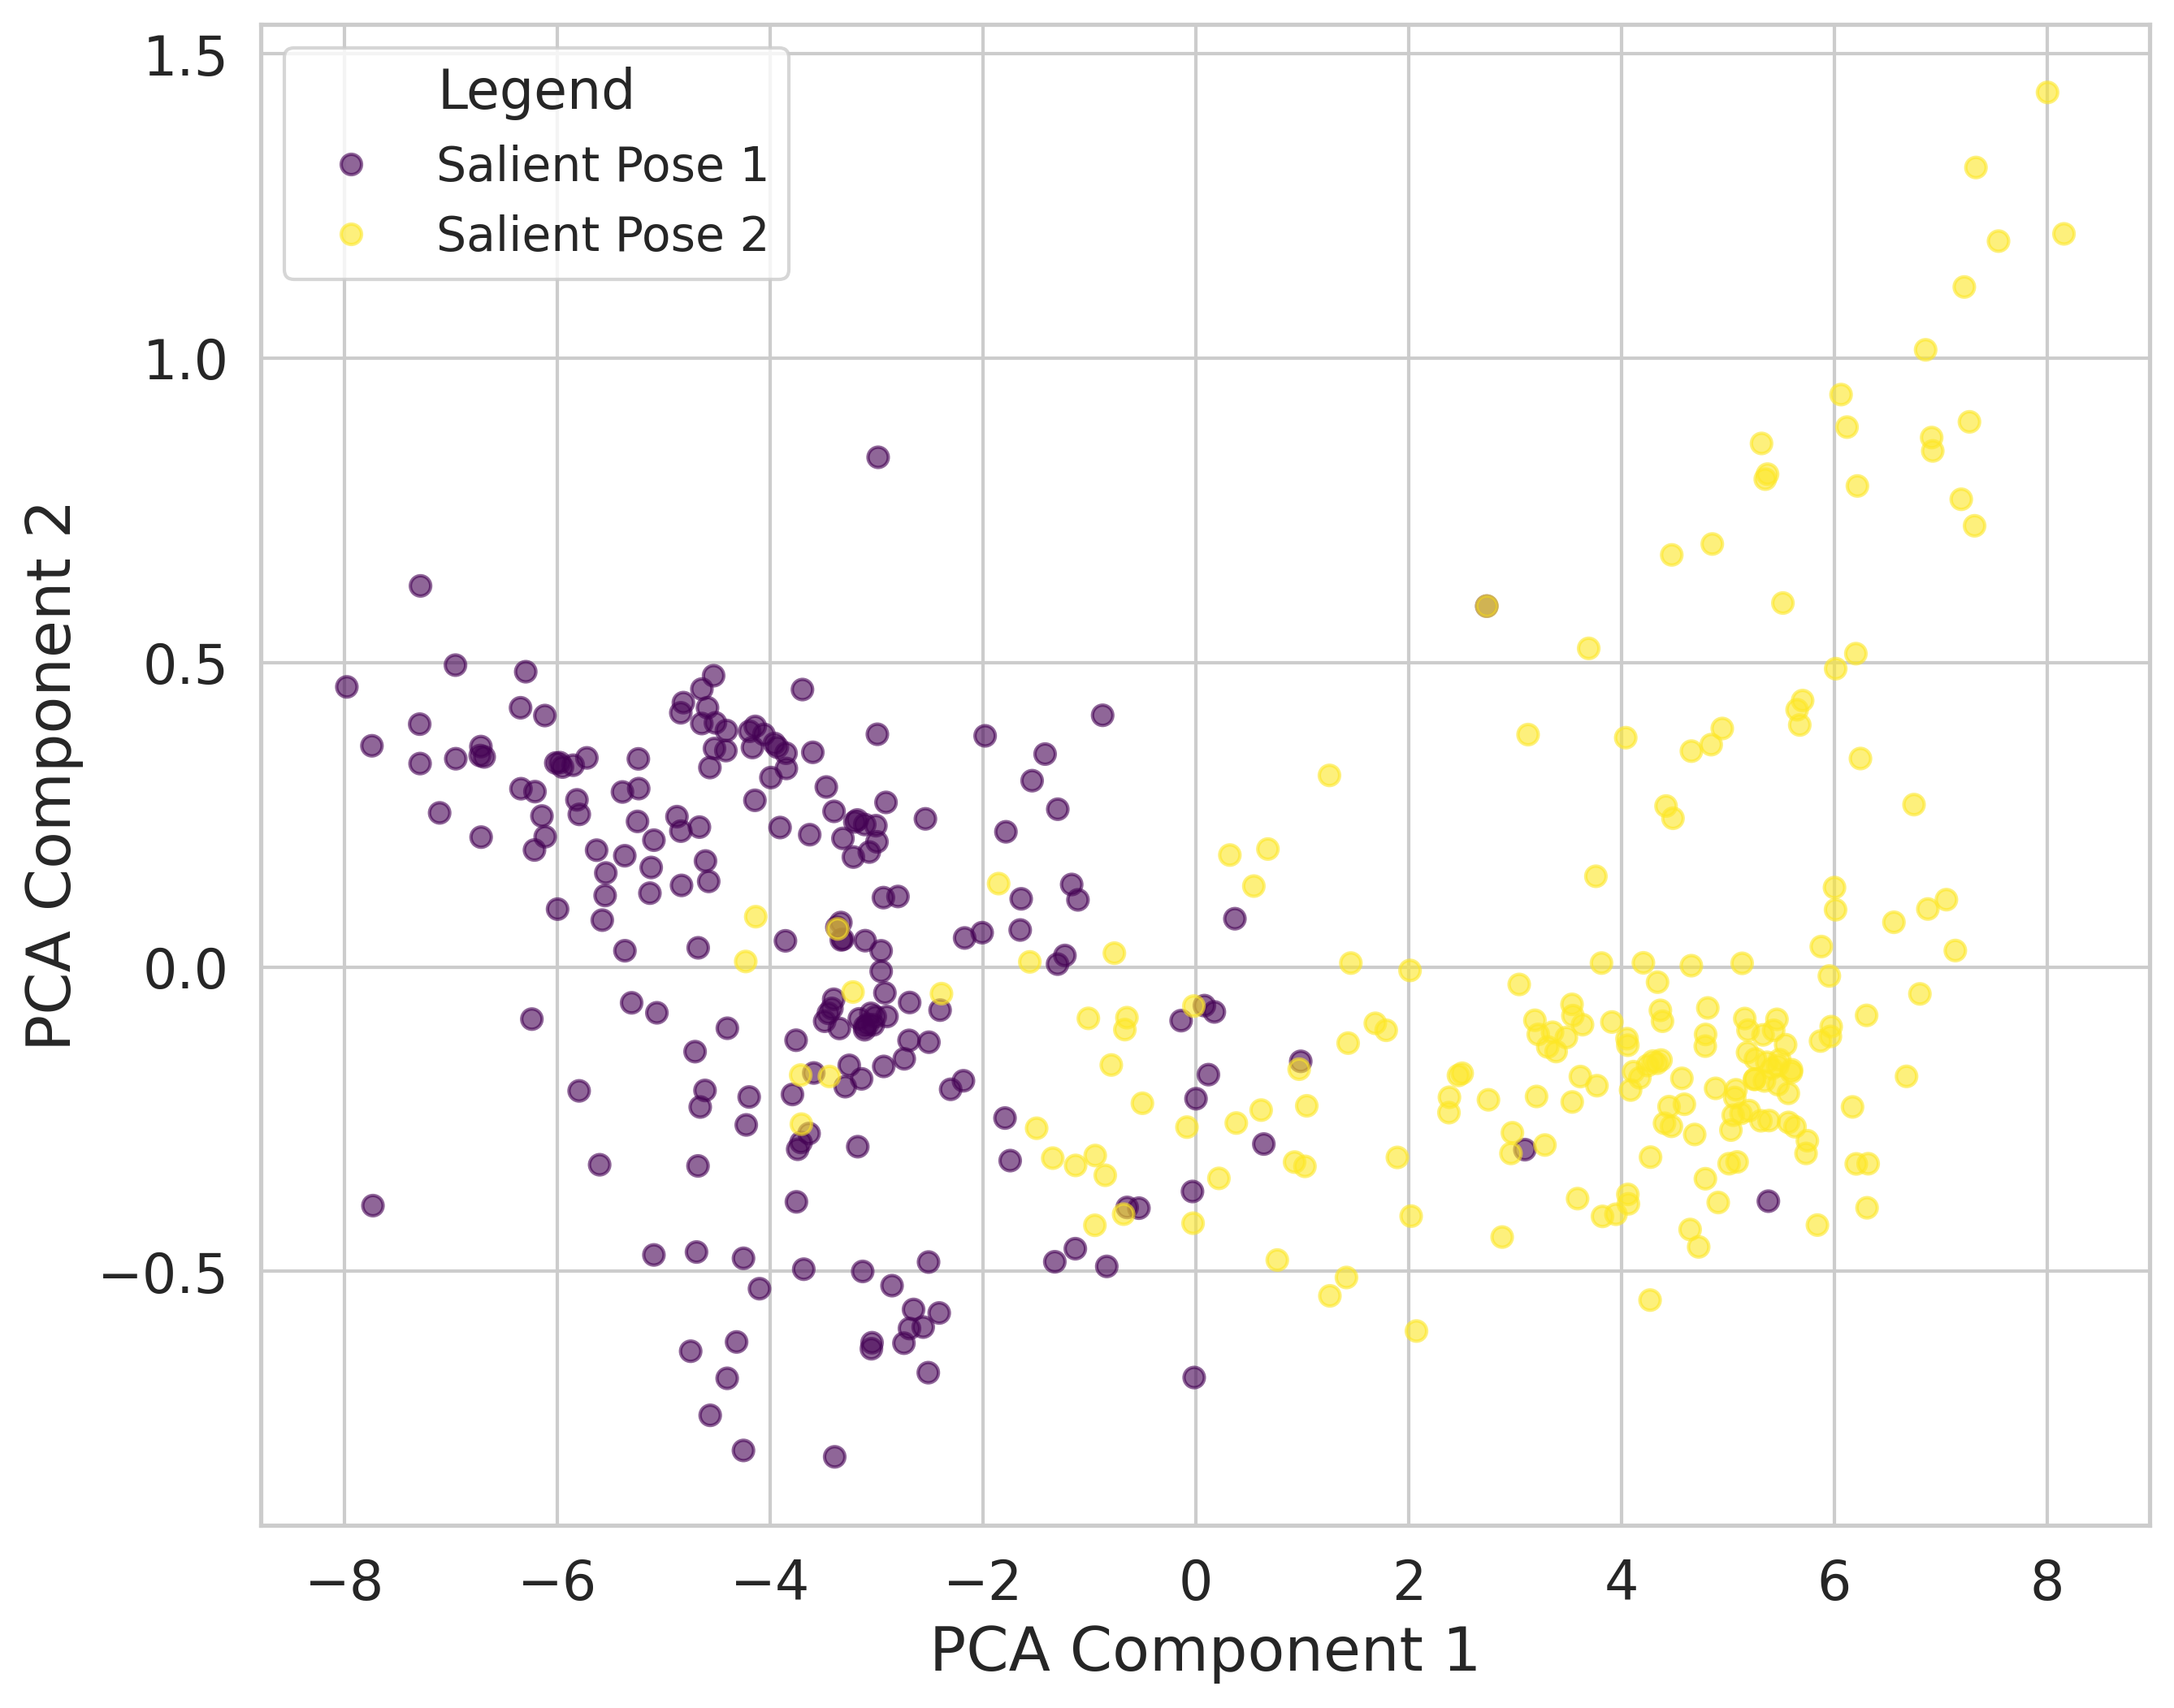 Legend
Salient Pose 1
Salient Pose 2
1.5
1.0
0.5
0.0
−0.5
PCA Component 2
−8 −6 −4 −2 0 2 4 6 8
PCA Component 1